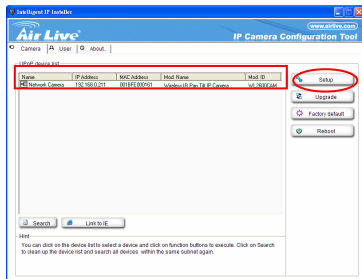 Intelligent IP Installer
Air Live
www.airlive.com
IP Camera Configuration Tool
Camera User About...
UPnP device list
Name IP Address MAC Address Mod. Name Mod. ID
Network Camera 192.168.0.211 001BFE000161 Wireless IR Pan Tilt IP Camera WL2600CAM
Setup
Upgrade
Factory default
Reboot
Search Link to IE
Hint
You can click on the device list to select a device and click on function buttons to execute. Click on Search
to clean up the device list and search all devices within the same subnet again.